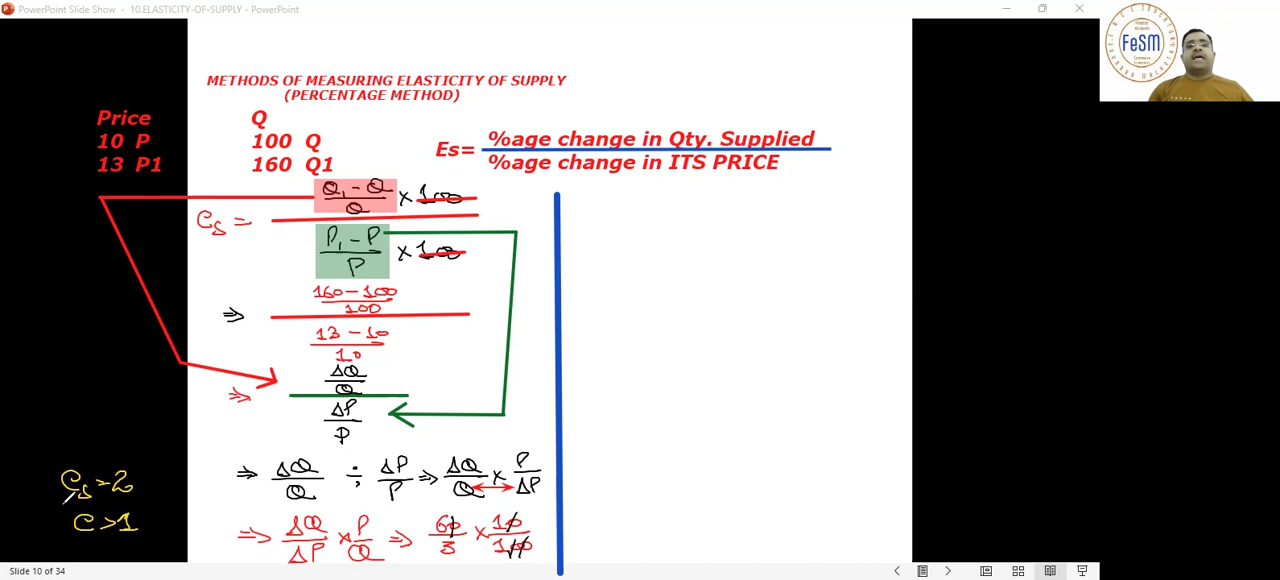 PowerPoint Slide Show - 10.ELASTICITY-OF-SUPPLY - PowerPoint
FeSM
METHODS OF MEASURING ELASTICITY OF SUPPLY
(PERCENTAGE METHOD)
Price Q
10 P 100 Q
13 P1 160 Q1
Es= %age change in Qty. Supplied
%age change in ITS PRICE
Q₁ - Q
es = Q × 100
P₁ - P
P × 100
160 - 100
⇒ 100
13 - 10
10
ΔQ
⇒ Q
ΔP
P
⇒ ΔQ/Q ÷ ΔP/P ⇒ ΔQ/Q × P/ΔP
es = 2
e > 1
⇒ ΔQ/ΔP × P/Q ⇒ 60/3 × 10/100
Slide 10 of 34